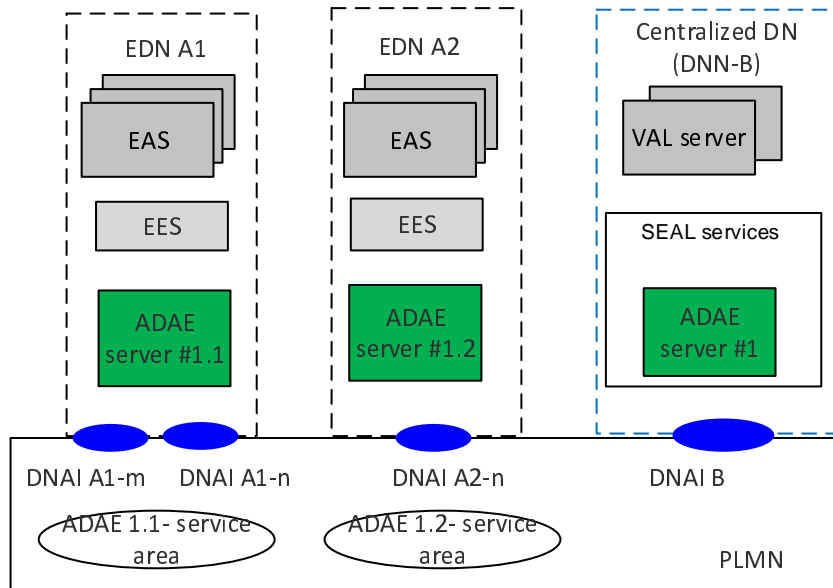 EDN A1
EAS
EES
ADAE
server #1.1
EDN A2
EAS
EES
ADAE
server #1.2
Centralized DN
(DNN-B)
VAL server
SEAL services
ADAE
server #1
DNAI A1-m
DNAI A1-n
DNAI A2-n
DNAI B
ADAE 1.1- service
area
ADAE 1.2- service
area
PLMN